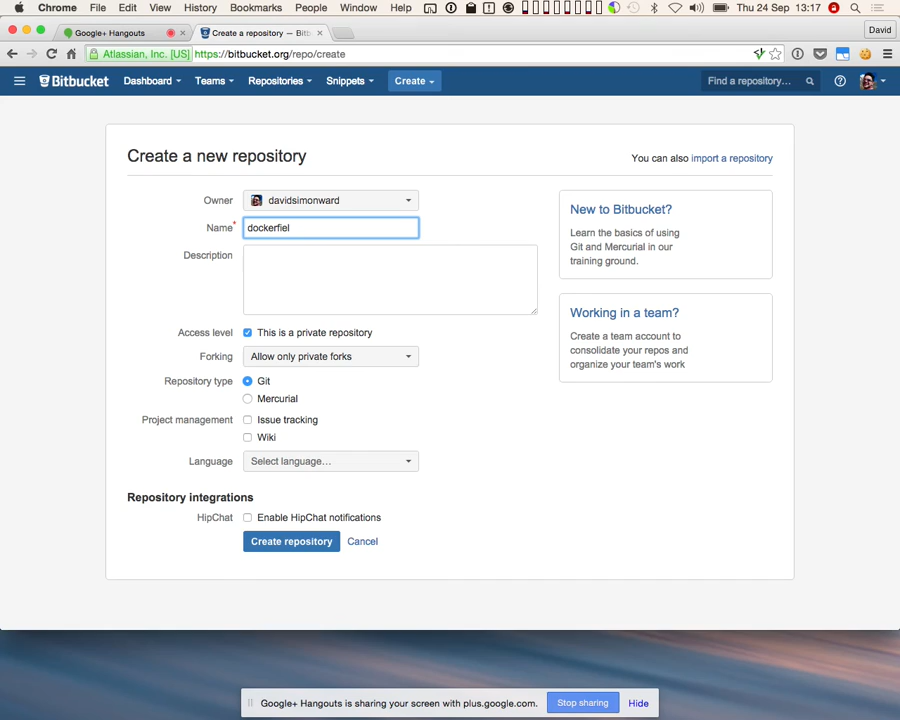 Chrome File Edit View History Bookmarks People Window Help Thu 24 Sep 13:17
Google+ Hangouts × Create a repository — Bit × David
Atlassian, Inc. [US] https://bitbucket.org/repo/create
Bitbucket Dashboard Teams Repositories Snippets Create Find a repository...
Create a new repository
You can also import a repository
Owner davidsimonward
Name* dockerfiel
Description
Access level This is a private repository
Forking Allow only private forks
Repository type Git
Mercurial
Project management Issue tracking
Wiki
Language Select language…
Repository integrations
HipChat Enable HipChat notifications
Create repository Cancel
New to Bitbucket?
Learn the basics of using
Git and Mercurial in our
training ground.
Working in a team?
Create a team account to
consolidate your repos and
organize your team's work
Google+ Hangouts is sharing your screen with plus.google.com. Stop sharing Hide